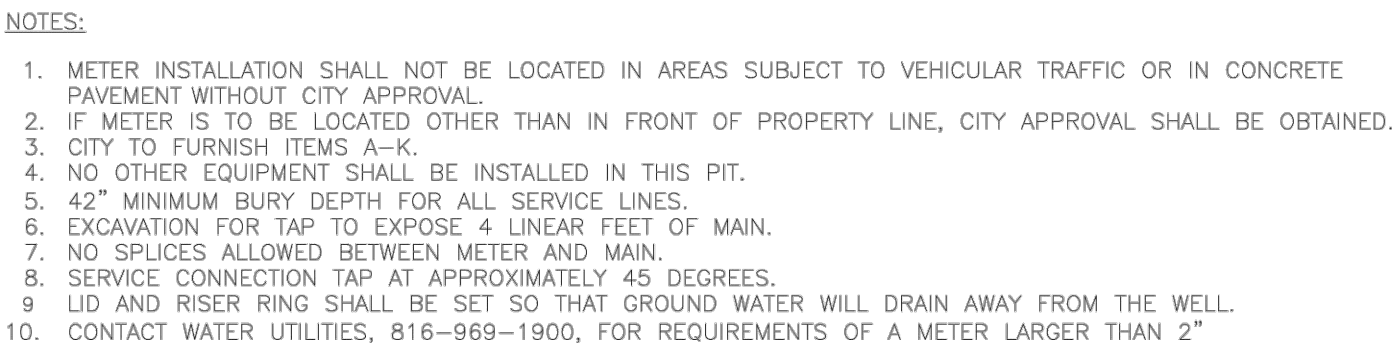 NOTES:
1. METER INSTALLATION SHALL NOT BE LOCATED IN AREAS SUBJECT TO VEHICULAR TRAFFIC OR IN CONCRETE
PAVEMENT WITHOUT CITY APPROVAL.
2. IF METER IS TO BE LOCATED OTHER THAN IN FRONT OF PROPERTY LINE, CITY APPROVAL SHALL BE OBTAINED.
3. CITY TO FURNISH ITEMS A–K.
4. NO OTHER EQUIPMENT SHALL BE INSTALLED IN THIS PIT.
5. 42" MINIMUM BURY DEPTH FOR ALL SERVICE LINES.
6. EXCAVATION FOR TAP TO EXPOSE 4 LINEAR FEET OF MAIN.
7. NO SPLICES ALLOWED BETWEEN METER AND MAIN.
8. SERVICE CONNECTION TAP AT APPROXIMATELY 45 DEGREES.
9 LID AND RISER RING SHALL BE SET SO THAT GROUND WATER WILL DRAIN AWAY FROM THE WELL.
10. CONTACT WATER UTILITIES, 816–969–1900, FOR REQUIREMENTS OF A METER LARGER THAN 2"